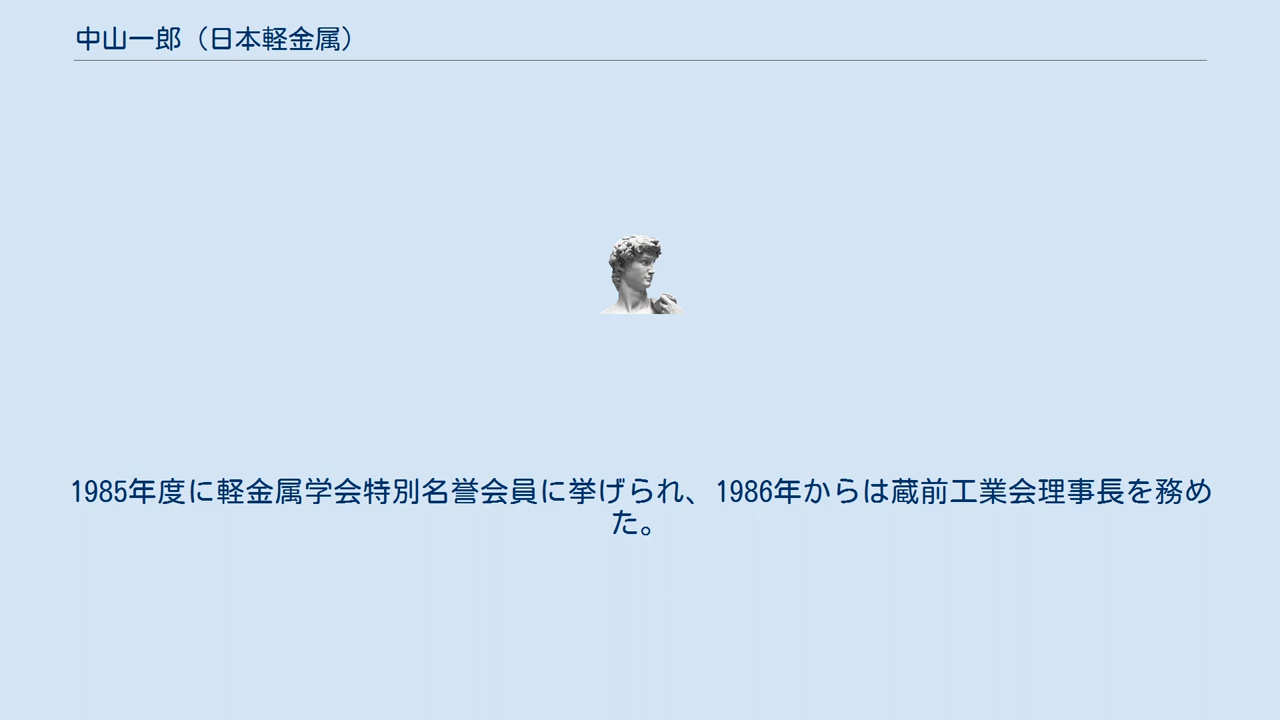 中山一郎（日本軽金属）
1985年度に軽金属学会特別名誉会員に挙げられ、1986年からは蔵前工業会理事長を務め
た。